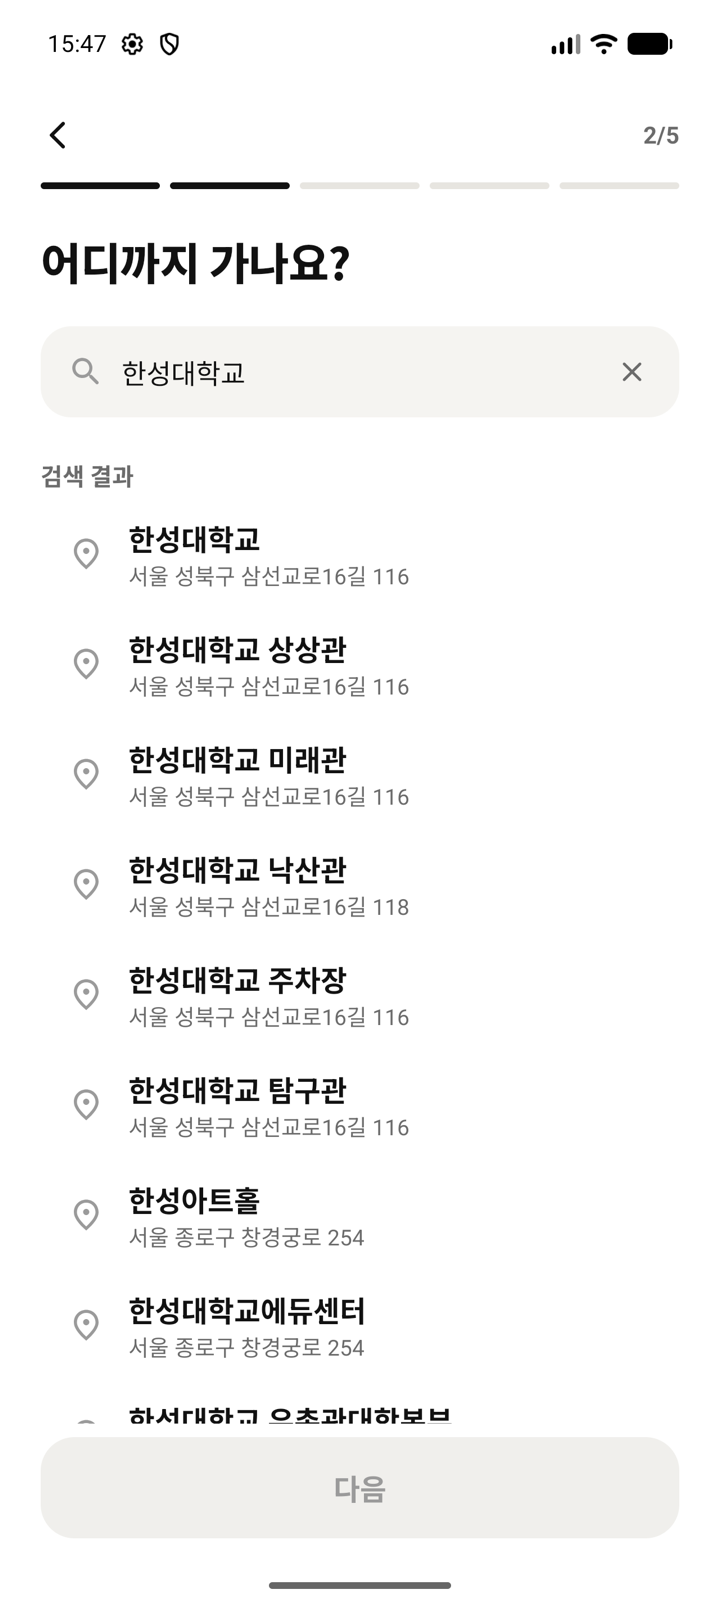 15:47
2/5
어디까지 가나요?
한성대학교
검색 결과
한성대학교
서울 성북구 삼선교로16길 116
한성대학교 상상관
서울 성북구 삼선교로16길 116
한성대학교 미래관
서울 성북구 삼선교로16길 116
한성대학교 낙산관
서울 성북구 삼선교로16길 118
한성대학교 주차장
서울 성북구 삼선교로16길 116
한성대학교 탐구관
서울 성북구 삼선교로16길 116
한성아트홀
서울 종로구 창경궁로 254
한성대학교에듀센터
서울 종로구 창경궁로 254
한성대학교
다음